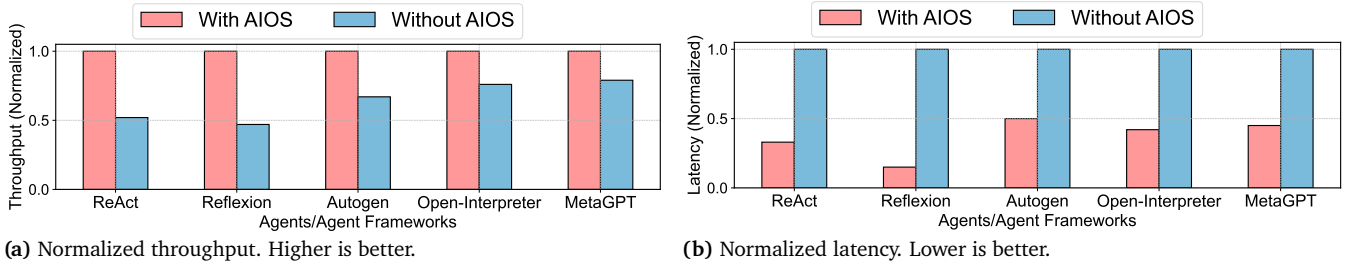 With AIOS Without AIOS
Throughput (Normalized)
1.0
0.5
0.0
ReAct Reflexion Autogen Open-Interpreter MetaGPT
Agents/Agent Frameworks
(a) Normalized throughput. Higher is better.
With AIOS Without AIOS
Latency (Normalized)
1.0
0.5
0.0
ReAct Reflexion Autogen Open-Interpreter MetaGPT
Agents/Agent Frameworks
(b) Normalized latency. Lower is better.